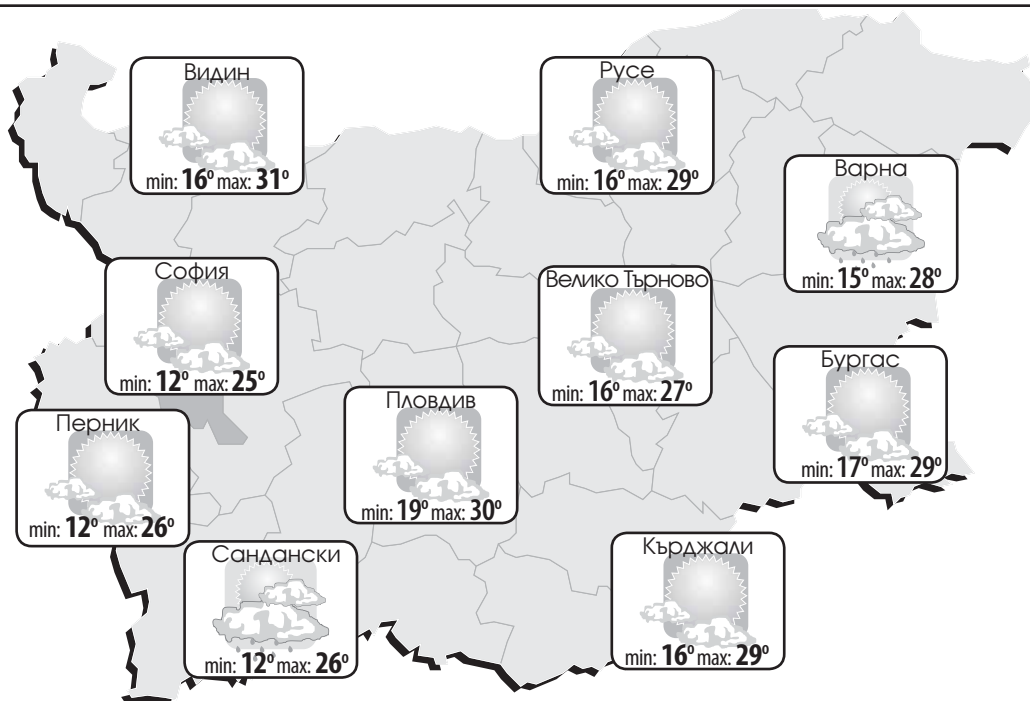 Видин
min: 16° max: 31°
Русе
min: 16° max: 29°
Варна
min: 15° max: 28°
София
min: 12° max: 25°
Велико Търново
min: 16° max: 27°
Бургас
min: 17° max: 29°
Пловдив
min: 19° max: 30°
Перник
min: 12° max: 26°
Сандански
min: 12° max: 26°
Кърджали
min: 16° max: 29°